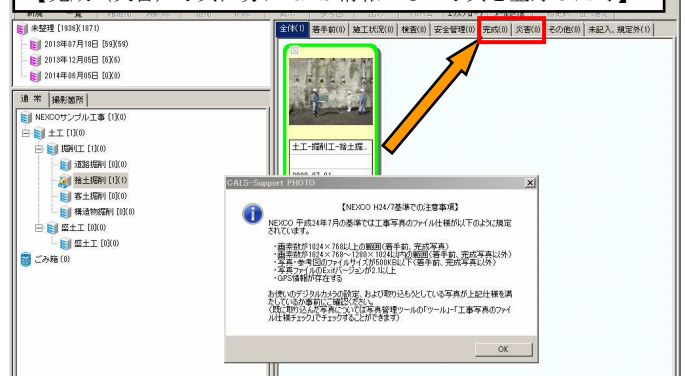 未整理 [1936](1871)
2013年07月18日 [59](59)
2013年12月05日 [6](6)
2014年06月05日 [0](0)
通 常 撮影箇所
NEXCOサンプル工事 [1](0)
土工 [1](0)
掘削工 [1](0)
道路掘削 [0](0)
捨土掘削 [1](1)
客土掘削 [0](0)
構造物掘削 [0](0)
盛土工 [0](0)
盛土工 [0](0)
ごみ箱 (0)
全体(1) 着手前(0) 施工状況(0) 検査(0) 安全管理(0) 完成(0) 災害(0) その他(0) 未記入、規定外(1)
土工-掘削工-捨土掘..
CALS-Support PHOTO
【NEXCO H24/7基準での注意事項】
NEXCO 平成24年7月の基準では工事写真のファイル仕様が以下のように規定
されています。
・画素数が1024×768以上の範囲(着手前、完成写真)
・画素数が1024×768～1280×1024以内の範囲(着手前、完成写真以外)
・写真・参考図のファイルサイズが500KB以下(着手前、完成写真以外)
・写真ファイルのExifバージョンが2.1以上
・GPS情報が存在する
お使いのデジタルカメラの設定、および取り込もうとしている写真が上記仕様を満
たしているか事前にご確認ください。
(既に取り込んだ写真については写真管理ツールの「ツール」-「工事写真のファイ
ル仕様チェック」でチェックすることができます)
OK